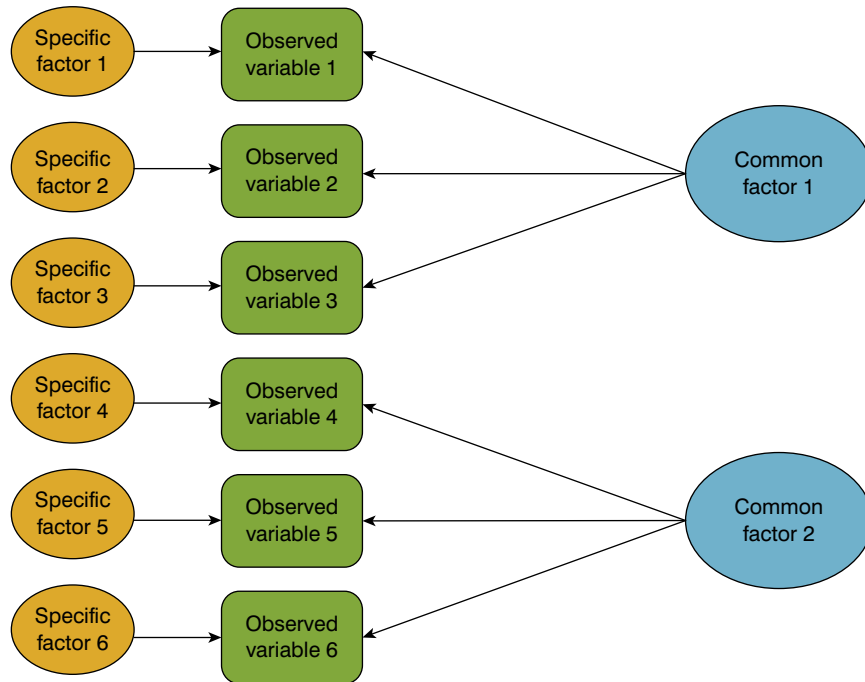 Specific
factor 1
Observed
variable 1
Specific
factor 2
Observed
variable 2
Common
factor 1
Specific
factor 3
Observed
variable 3
Specific
factor 4
Observed
variable 4
Specific
factor 5
Observed
variable 5
Common
factor 2
Specific
factor 6
Observed
variable 6